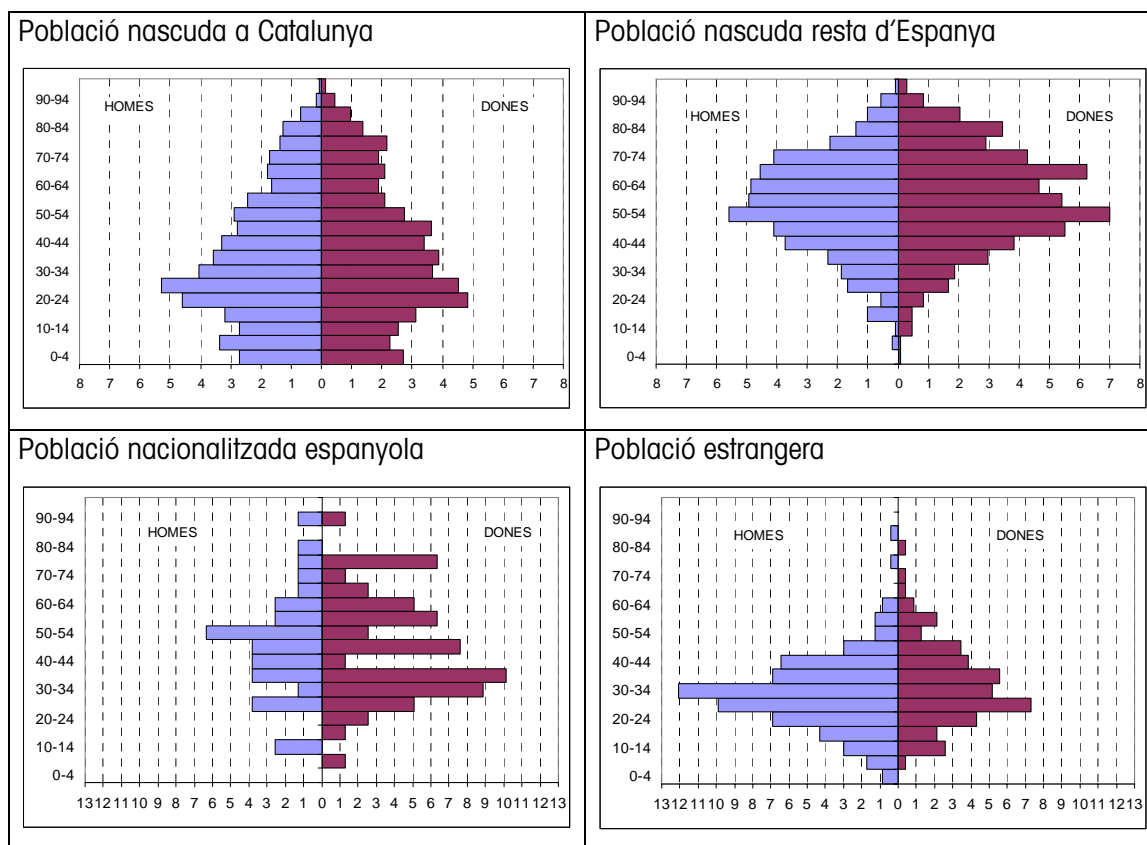 Població nascuda a Catalunya
HOMES
DONES
90-94
80-84
70-74
60-64
50-54
40-44
30-34
20-24
10-14
0-4
8 7 6 5 4 3 2 1 0 1 2 3 4 5 6 7 8
Població nascuda resta d'Espanya
HOMES
DONES
90-94
80-84
70-74
60-64
50-54
40-44
30-34
20-24
10-14
0-4
8 7 6 5 4 3 2 1 0 1 2 3 4 5 6 7 8
Població nacionalitzada espanyola
HOMES
DONES
90-94
80-84
70-74
60-64
50-54
40-44
30-34
20-24
10-14
0-4
13 12 11 10 9 8 7 6 5 4 3 2 1 0 1 2 3 4 5 6 7 8 9 10 11 12 13
Població estrangera
HOMES
DONES
90-94
80-84
70-74
60-64
50-54
40-44
30-34
20-24
10-14
0-4
13 12 11 10 9 8 7 6 5 4 3 2 1 0 1 2 3 4 5 6 7 8 9 10 11 12 13